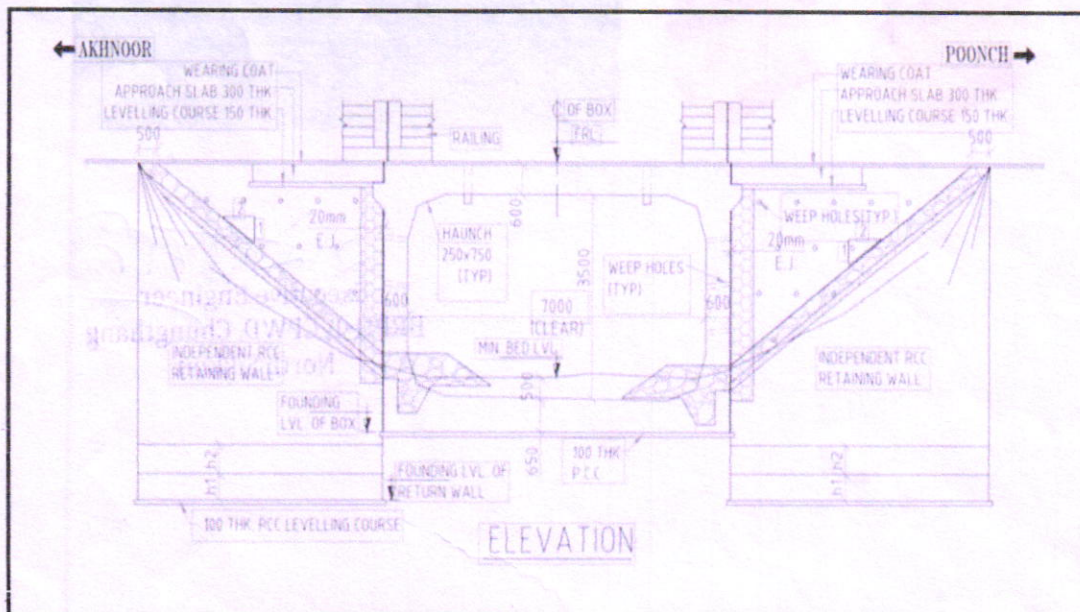 AKHNOOR
POONCH
WEARING COAT
APPROACH SLAB 300 THK
LEVELLING COURSE 150 THK
500
RAILING
℄ OF BOX
(FRL)
WEARING COAT
APPROACH SLAB 300 THK
LEVELLING COURSE 150 THK
500
2
1
20mm
E.J.
HAUNCH
250x750
(TYP)
600
3500
WEEP HOLES(TYP.)
20mm
E.J.
2
1
WEEP HOLES
(TYP)
600
7000
(CLEAR)
600
MIN. BED LVL
INDEPENDENT RCC
RETAINING WALL
INDEPENDENT RCC
RETAINING WALL
500
FOUNDING
LVL. OF BOX
650
100 THK
P.C.C.
h2
h1
FOUNDING LVL OF
RETURN WALL
h2
h1
100 THK. PCC LEVELLING COURSE
ELEVATION